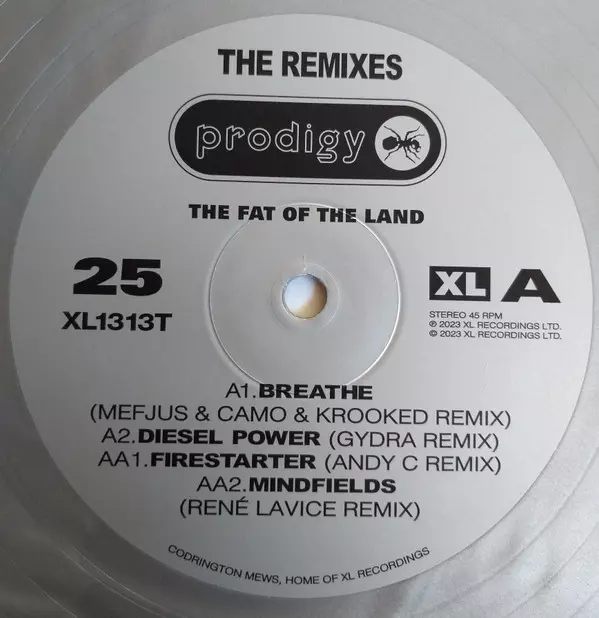 THE REMIXES
prodigy
THE FAT OF THE LAND
25
XL1313T
XL A
STEREO 45 RPM
℗ 2023 XL RECORDINGS LTD.
© 2023 XL RECORDINGS LTD.
A1.BREATHE
(MEFJUS & CAMO & KROOKED REMIX)
A2.DIESEL POWER (GYDRA REMIX)
AA1.FIRESTARTER (ANDY C REMIX)
AA2.MINDFIELDS
(RENÉ LAVICE REMIX)
CODRINGTON MEWS, HOME OF XL RECORDINGS